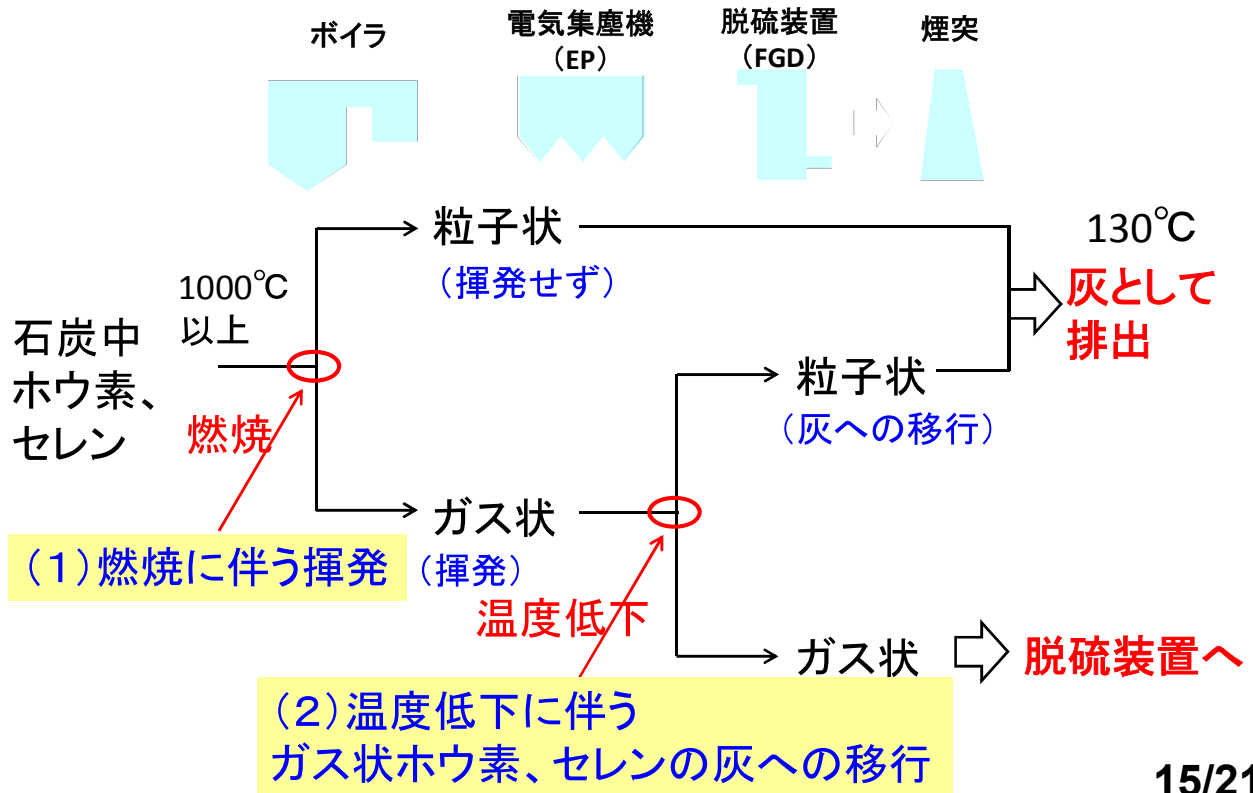 ボイラ
電気集塵機
（EP）
脱硫装置
（FGD）
煙突
粒子状
（揮発せず）
130℃
灰として
排出
1000℃
以上
石炭中
ホウ素、
セレン
燃焼
粒子状
（灰への移行）
ガス状
（揮発）
（１）燃焼に伴う揮発
温度低下
ガス状
脱硫装置へ
（２）温度低下に伴う
ガス状ホウ素、セレンの灰への移行
15/21